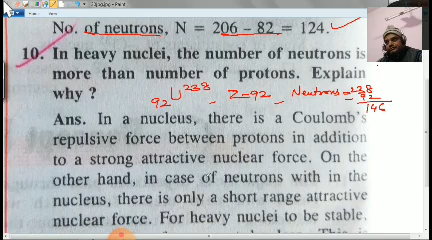 No. of neutrons, N = 206 – 82 = 124.
10. In heavy nuclei, the number of neutrons is
more than number of protons. Explain
why ?
92 U 238 – Z=92 – Neutrons = 238
92
146
Ans. In a nucleus, there is a Coulomb's
repulsive force between protons in addition
to a strong attractive nuclear force. On the
other hand, in case of neutrons with in the
nucleus, there is only a short range attractive
nuclear force. For heavy nuclei to be stable,